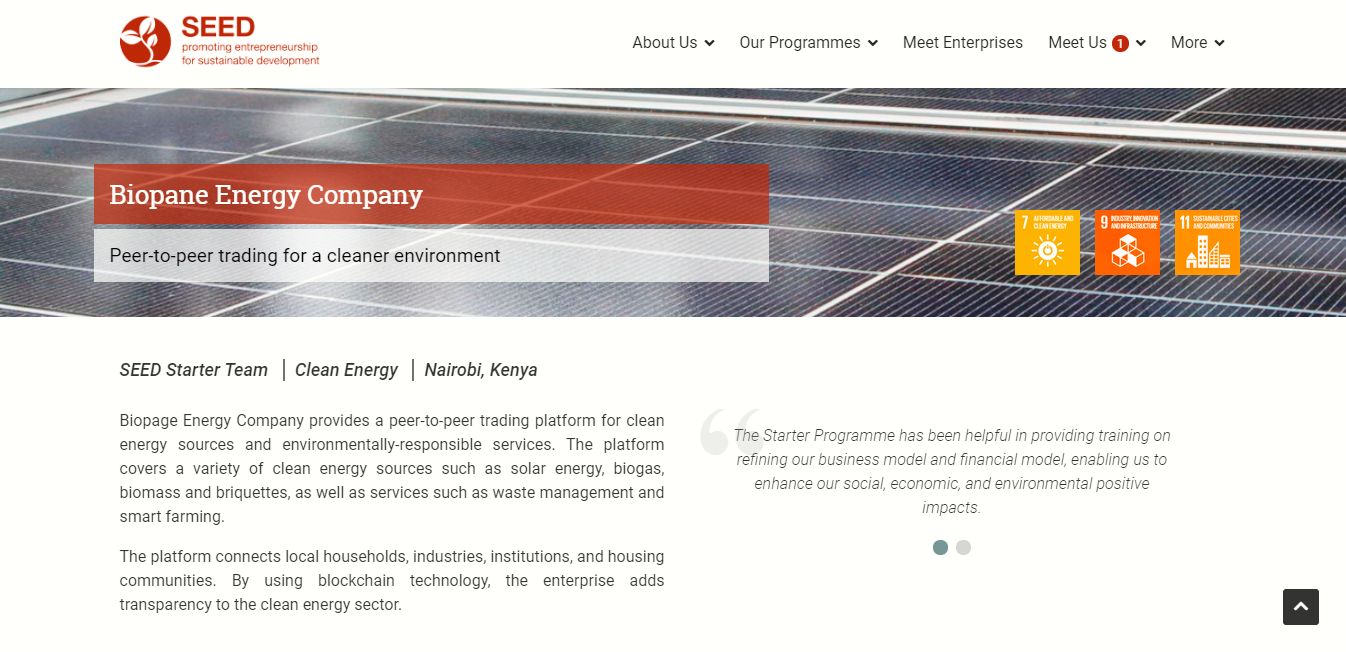 SEED
promoting entrepreneurship
for sustainable development
About Us
Our Programmes
Meet Enterprises
Meet Us 1
More
Biopane Energy Company
Peer-to-peer trading for a cleaner environment
7 AFFORDABLE AND
CLEAN ENERGY
9 INDUSTRY, INNOVATION
AND INFRASTRUCTURE
11 SUSTAINABLE CITIES
AND COMMUNITIES
SEED Starter Team
Clean Energy
Nairobi, Kenya
Biopage Energy Company provides a peer-to-peer trading platform for clean
energy sources and environmentally-responsible services. The platform
covers a variety of clean energy sources such as solar energy, biogas,
biomass and briquettes, as well as services such as waste management and
smart farming.
The platform connects local households, industries, institutions, and housing
communities. By using blockchain technology, the enterprise adds
transparency to the clean energy sector.
“
The Starter Programme has been helpful in providing training on
refining our business model and financial model, enabling us to
enhance our social, economic, and environmental positive
impacts.